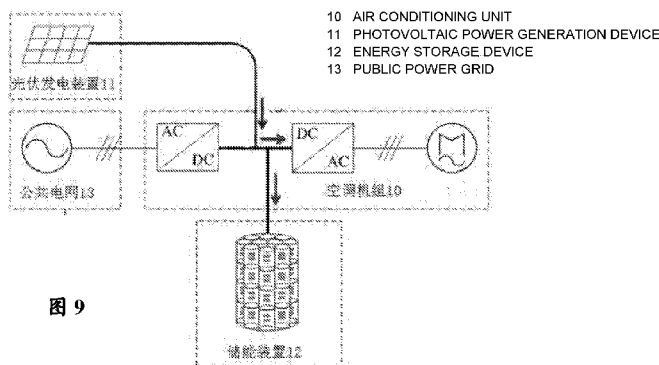 10 AIR CONDITIONING UNIT
11 PHOTOVOLTAIC POWER GENERATION DEVICE
12 ENERGY STORAGE DEVICE
13 PUBLIC POWER GRID
光伏发电装置11
AC
DC
DC
AC
公共电网13
空调机组10
储能装置12
图 9